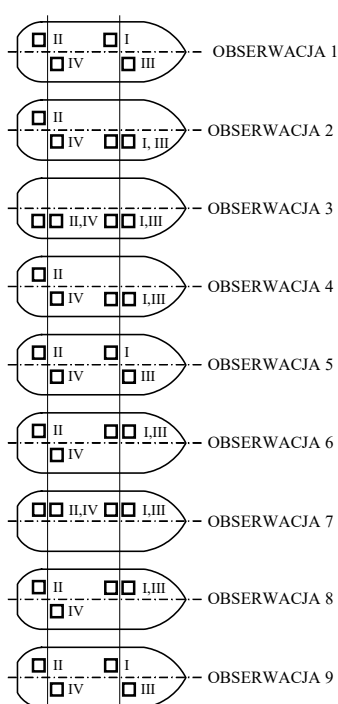 II I
IV III
OBSERWACJA 1
II
IV I, III
OBSERWACJA 2
II,IV I,III
OBSERWACJA 3
II
IV I,III
OBSERWACJA 4
II I
IV III
OBSERWACJA 5
II I,III
IV
OBSERWACJA 6
II,IV I,III
OBSERWACJA 7
II I,III
IV
OBSERWACJA 8
II I
IV III
OBSERWACJA 9